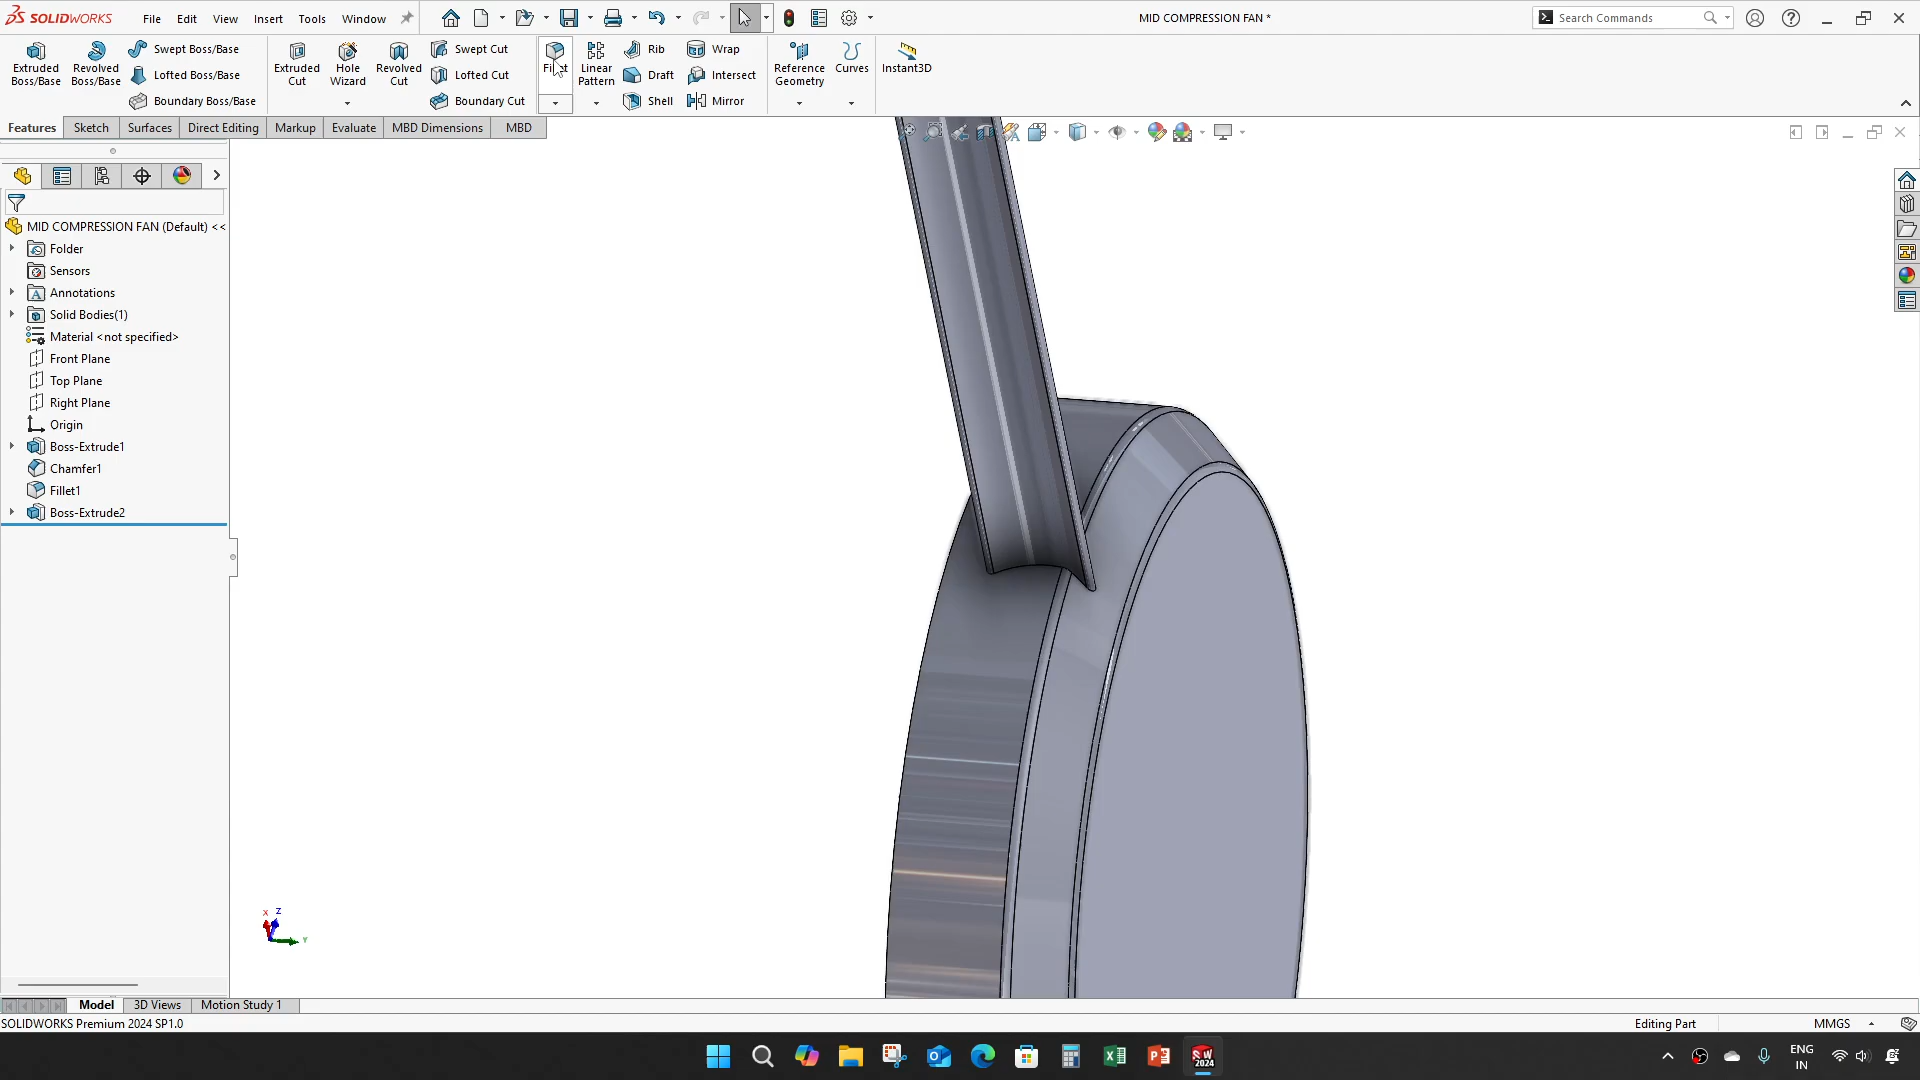 SOLIDWORKS File Edit View Insert Tools Window MID COMPRESSION FAN * Search Commands
Extruded Boss/Base
Revolved Boss/Base
Swept Boss/Base
Lofted Boss/Base
Boundary Boss/Base
Extruded Cut
Hole Wizard
Revolved Cut
Swept Cut
Lofted Cut
Boundary Cut
Linear Pattern
Rib
Draft
Shell
Wrap
Intersect
Mirror
Reference Geometry
Curves
Instant3D
Features Sketch Surfaces Direct Editing Markup Evaluate MBD Dimensions MBD
MID COMPRESSION FAN (Default) <<
Folder
Sensors
Annotations
Solid Bodies(1)
Material <not specified>
Front Plane
Top Plane
Right Plane
Origin
Boss-Extrude1
Chamfer1
Fillet1
Boss-Extrude2
X Z
Y
Model 3D Views Motion Study 1
SOLIDWORKS Premium 2024 SP1.0 Editing Part MMGS
SW 2024
ENG
IN